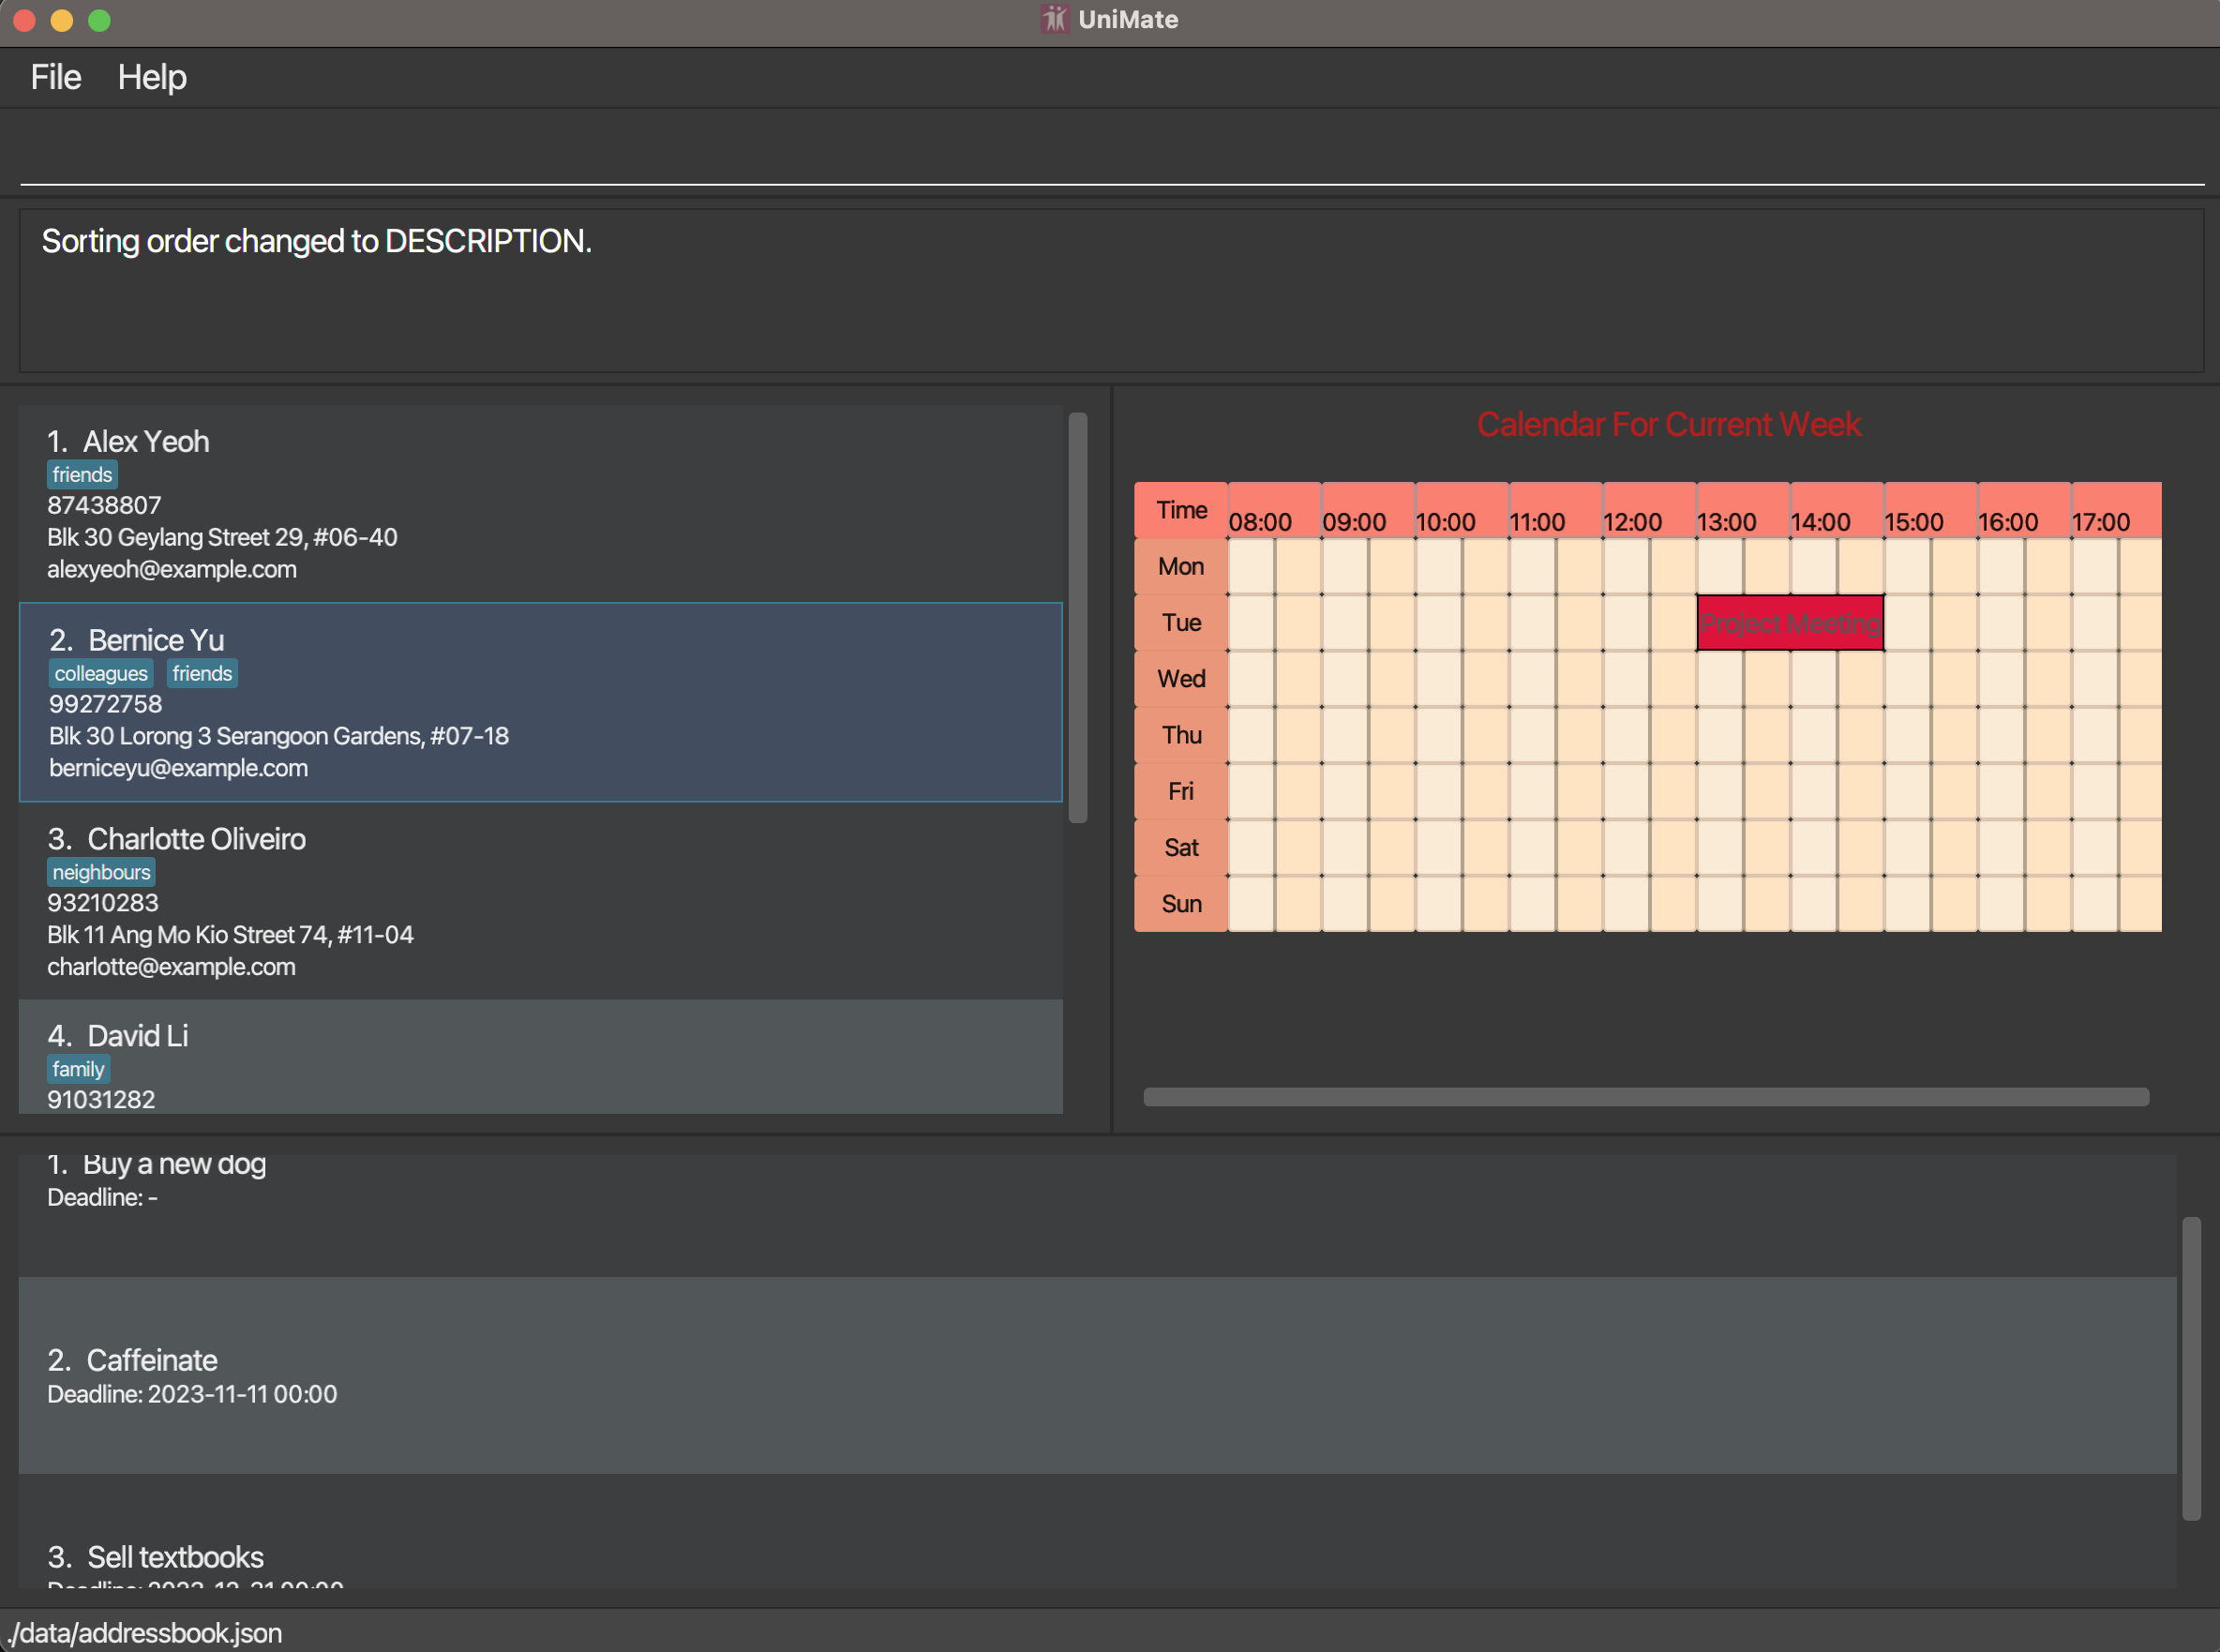 UniMate
File Help
Sorting order changed to DESCRIPTION.
1. Alex Yeoh
friends
87438807
Blk 30 Geylang Street 29, #06-40
alexyeoh@example.com
2. Bernice Yu
colleagues friends
99272758
Blk 30 Lorong 3 Serangoon Gardens, #07-18
berniceyu@example.com
3. Charlotte Oliveiro
neighbours
93210283
Blk 11 Ang Mo Kio Street 74, #11-04
charlotte@example.com
4. David Li
family
91031282
Calendar For Current Week
Time 08:00 09:00 10:00 11:00 12:00 13:00 14:00 15:00 16:00 17:00
Mon
Tue Project Meeting
Wed
Thu
Fri
Sat
Sun
1. Buy a new dog
Deadline: -
2. Caffeinate
Deadline: 2023-11-11 00:00
3. Sell textbooks
Deadline: 2023-12-31 00:00
./data/addressbook.json